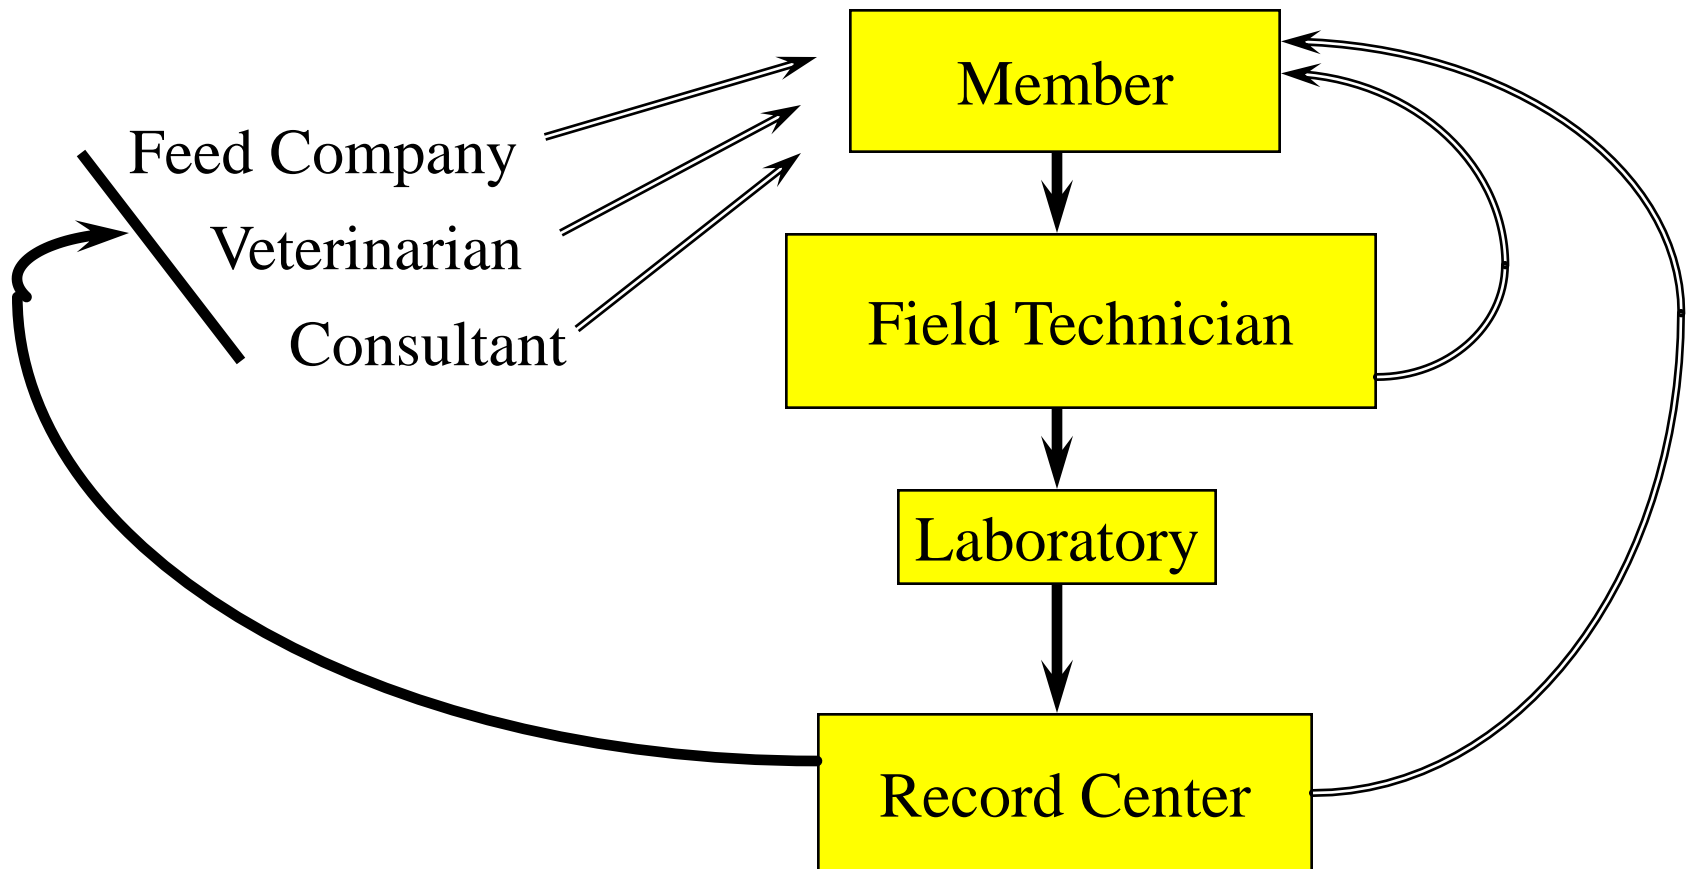 Member
Feed Company
Veterinarian
Consultant
Field Technician
Laboratory
Record Center